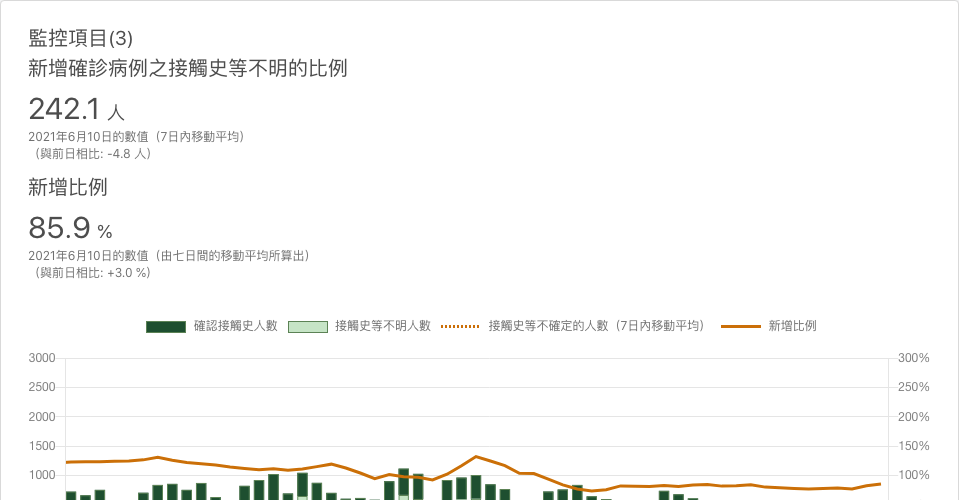 監控項目(3)
新增確診病例之接觸史等不明的比例
242.1 人
2021年6月10日的數值（7日內移動平均）
（與前日相比: -4.8 人）
新增比例
85.9 %
2021年6月10日的數值（由七日間的移動平均所算出）
（與前日相比: +3.0 %）
確認接觸史人數 接觸史等不明人數 接觸史等不確定的人數（7日內移動平均） 新增比例
3000 300%
2500 250%
2000 200%
1500 150%
1000 100%